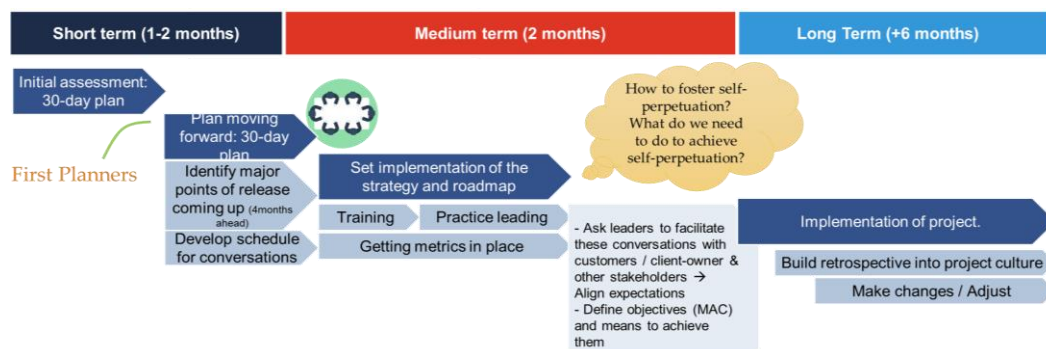 Short term (1-2 months)
Medium term (2 months)
Long Term (+6 months)
Initial assessment:
30-day plan
First Planners
Plan moving
forward: 30-day
plan
Identify major
points of release
coming up (4months
ahead)
Develop schedule
for conversations
Set implementation of the
strategy and roadmap
Training
Practice leading
Getting metrics in place
How to foster self-
perpetuation?
What do we need
to do to achieve
self-perpetuation?
- Ask leaders to facilitate
these conversations with
customers / client-owner &
other stakeholders →
Align expectations
- Define objectives (MAC)
and means to achieve
them
Implementation of project.
Build retrospective into project culture
Make changes / Adjust